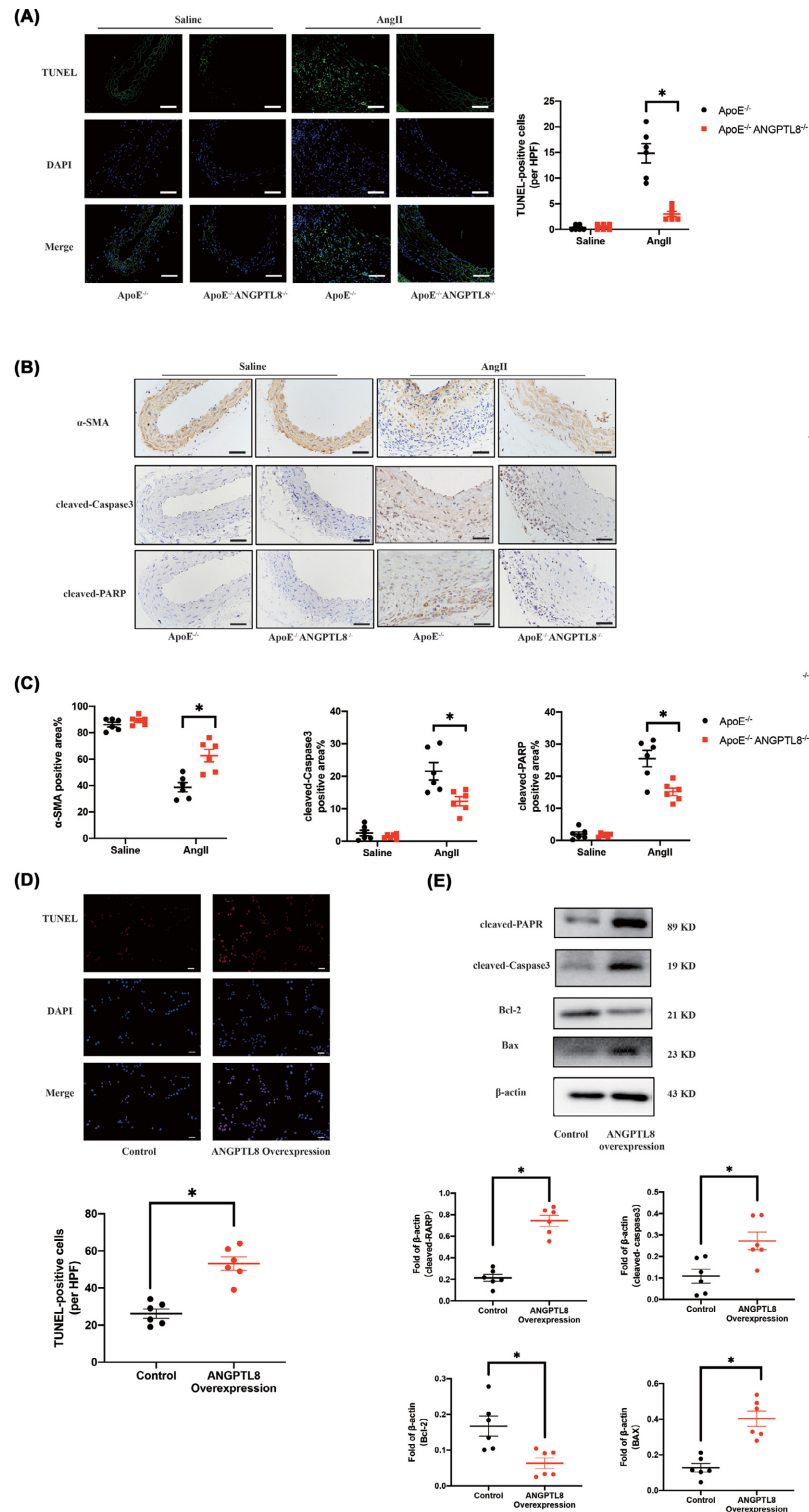 (A)
Saline AngII
TUNEL
DAPI
Merge
ApoE-/- ApoE-/-ANGPTL8-/- ApoE-/- ApoE-/-ANGPTL8-/-
TUNEL-positive cells
(per HPF)
25
20
15
10
5
0
*
Saline AngII
ApoE-/-
ApoE-/- ANGPTL8-/-
(B)
Saline AngII
α-SMA
cleaved-Caspase3
cleaved-PARP
ApoE-/- ApoE-/-ANGPTL8-/- ApoE-/- ApoE-/-ANGPTL8-/-
-/-
(C)
α-SMA positive area%
100
80
60
40
20
0
*
Saline AngII
cleaved-Caspase3
positive area%
40
30
20
10
0
*
Saline AngII
cleaved-PARP
positive area%
40
30
20
10
0
*
Saline AngII
ApoE-/-
ApoE-/- ANGPTL8-/-
(D)
TUNEL
DAPI
Merge
Control ANGPTL8 Overexpression
TUNEL-positive cells
(per HPF)
80
60
40
20
0
*
Control ANGPTL8
Overexpression
(E)
cleaved-PAPR 89 KD
cleaved-Caspase3 19 KD
Bcl-2 21 KD
Bax 23 KD
β-actin 43 KD
Control ANGPTL8
overexpression
Fold of β-actin
(cleaved-RARP)
1.0
0.8
0.6
0.4
0.2
0.0
*
Control ANGPTL8
Overexpression
Fold of β-actin
(cleaved- caspase3)
0.5
0.4
0.3
0.2
0.1
0.0
*
Control ANGPTL8
Overexpression
Fold of β-actin
(Bcl-2)
0.3
0.2
0.1
0.0
*
Control ANGPTL8
Overexpression
Fold of β-actin
(BAX)
0.6
0.4
0.2
0.0
*
Control ANGPTL8
Overexpression